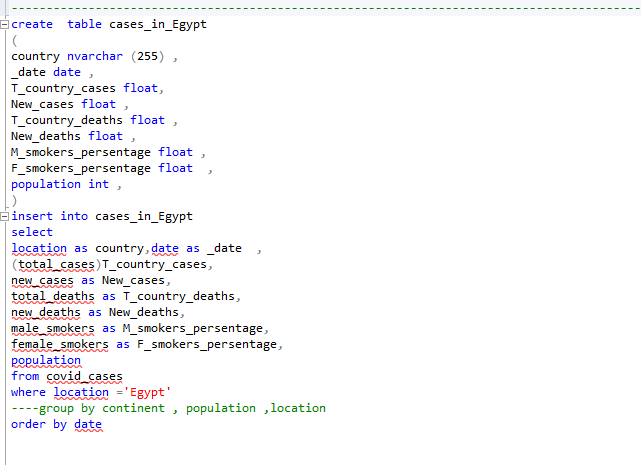 --------------------------------------------------------------------------------
create  table cases_in_Egypt
(
country nvarchar (255) ,
_date date ,
T_country_cases float,
New_cases float ,
T_country_deaths float ,
New_deaths float ,
M_smokers_persentage float ,
F_smokers_persentage float  ,
population int ,
)
insert into cases_in_Egypt
select
location as country,date as _date  ,
(total_cases)T_country_cases,
new_cases as New_cases,
total_deaths as T_country_deaths,
new_deaths as New_deaths,
male_smokers as M_smokers_persentage,
female_smokers as F_smokers_persentage,
population
from covid_cases
where location ='Egypt'
----group by continent , population ,location
order by date